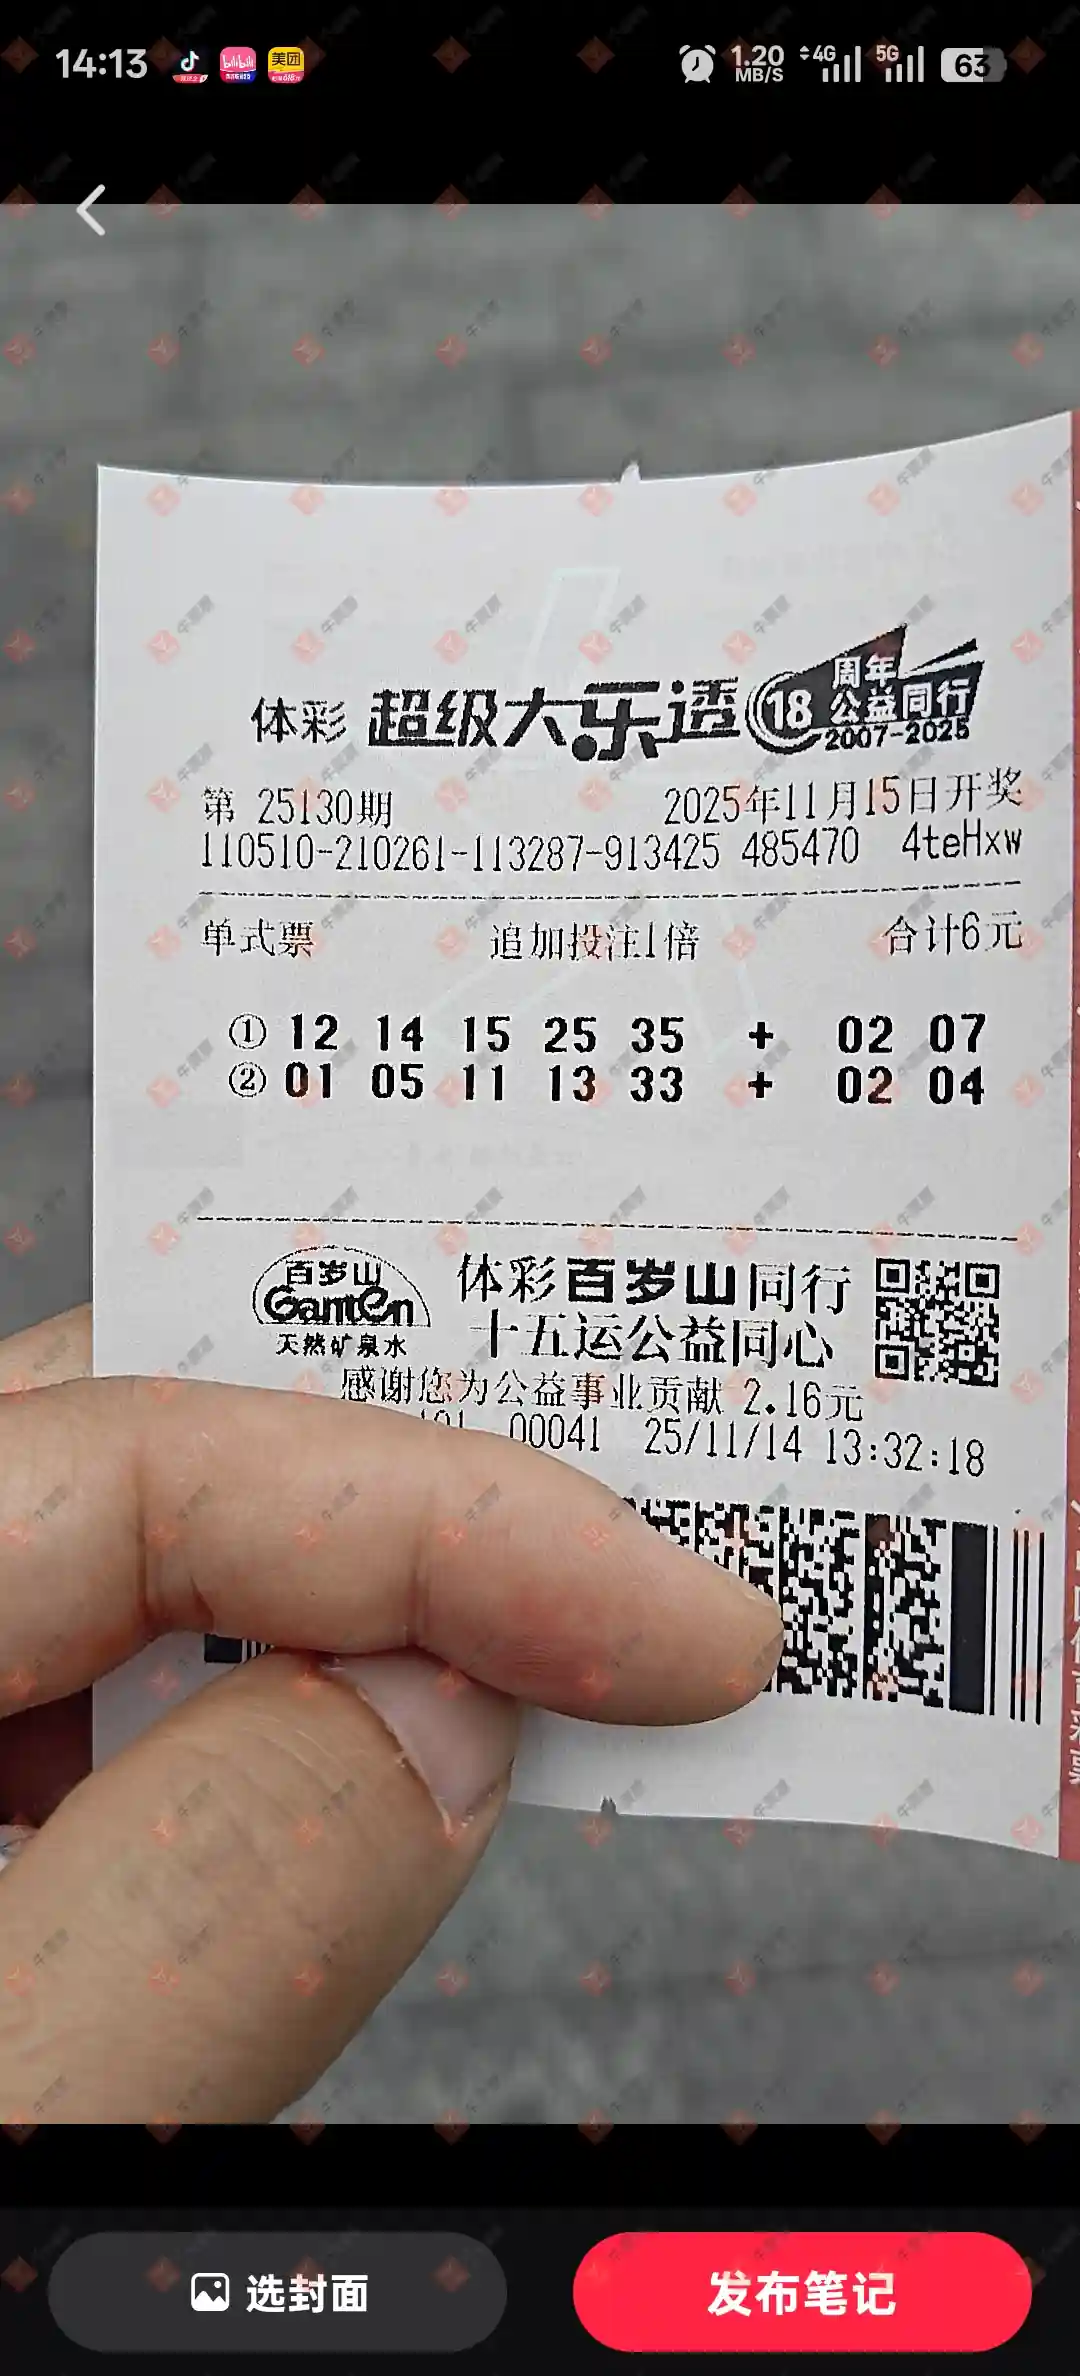 14:13
bilibili
美团
1.20
MB/S
4G
5G
63
体彩 超级大乐透
18 周年
公益同行
2007-2025
第 25130期 2025年11月15日开奖
110510-210261-113287-913425 485470 4teHxw
单式票 追加投注1倍 合计6元
① 12 14 15 25 35 + 02 07
② 01 05 11 13 33 + 02 04
百岁山
Ganten
天然矿泉水
体彩百岁山同行
十五运公益同心
感谢您为公益事业贡献 2.16元
00041 25/11/14 13:32:18
选封面
发布笔记